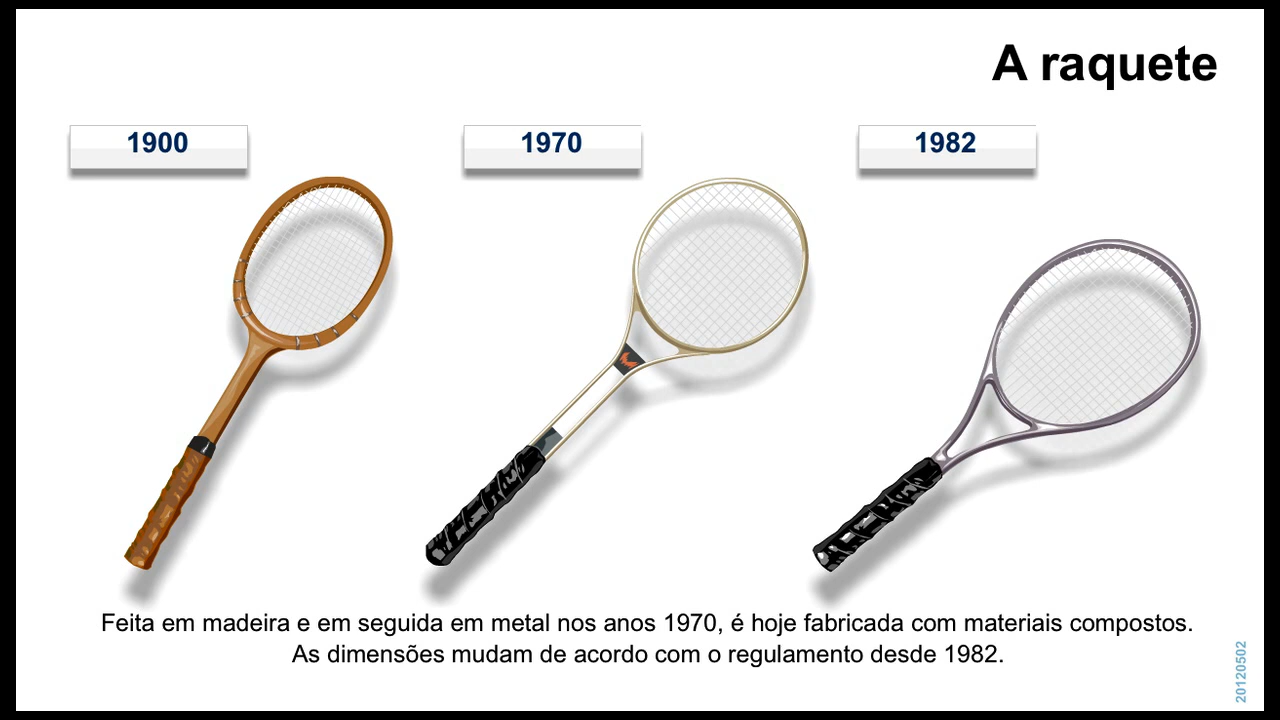 A raquete
1900
1970
1982
Feita em madeira e em seguida em metal nos anos 1970, é hoje fabricada com materiais compostos.
As dimensões mudam de acordo com o regulamento desde 1982.
20120502